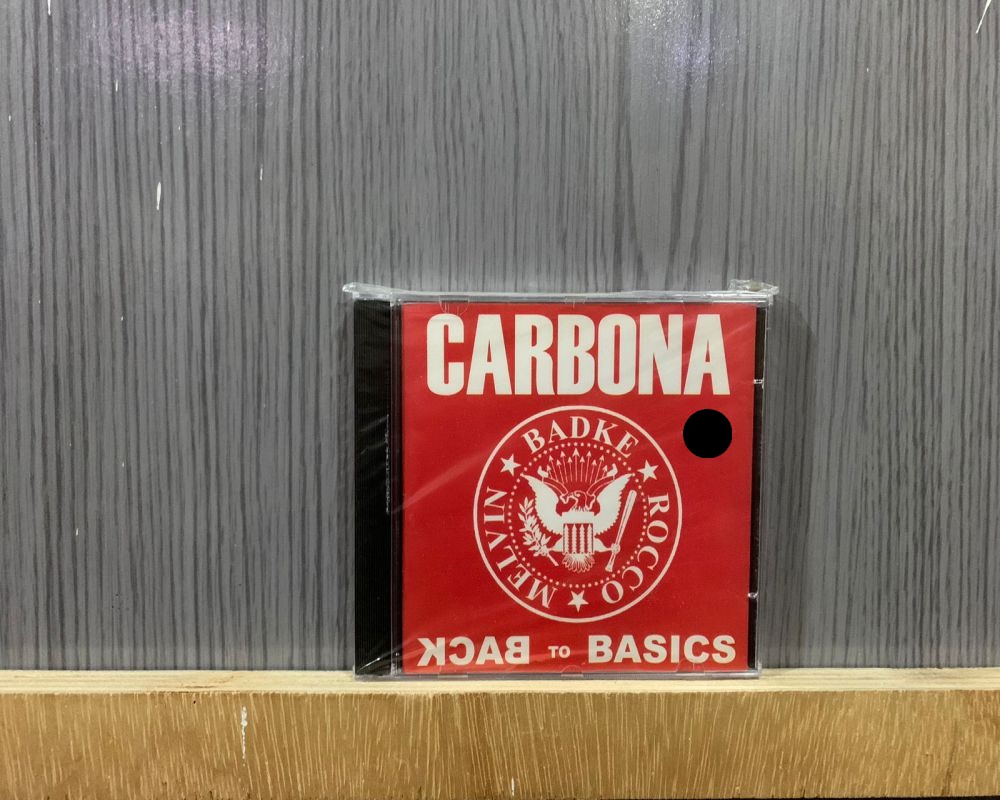 CARBONA
BADKE
ROCCO
MELVIN
BACK TO BASICS